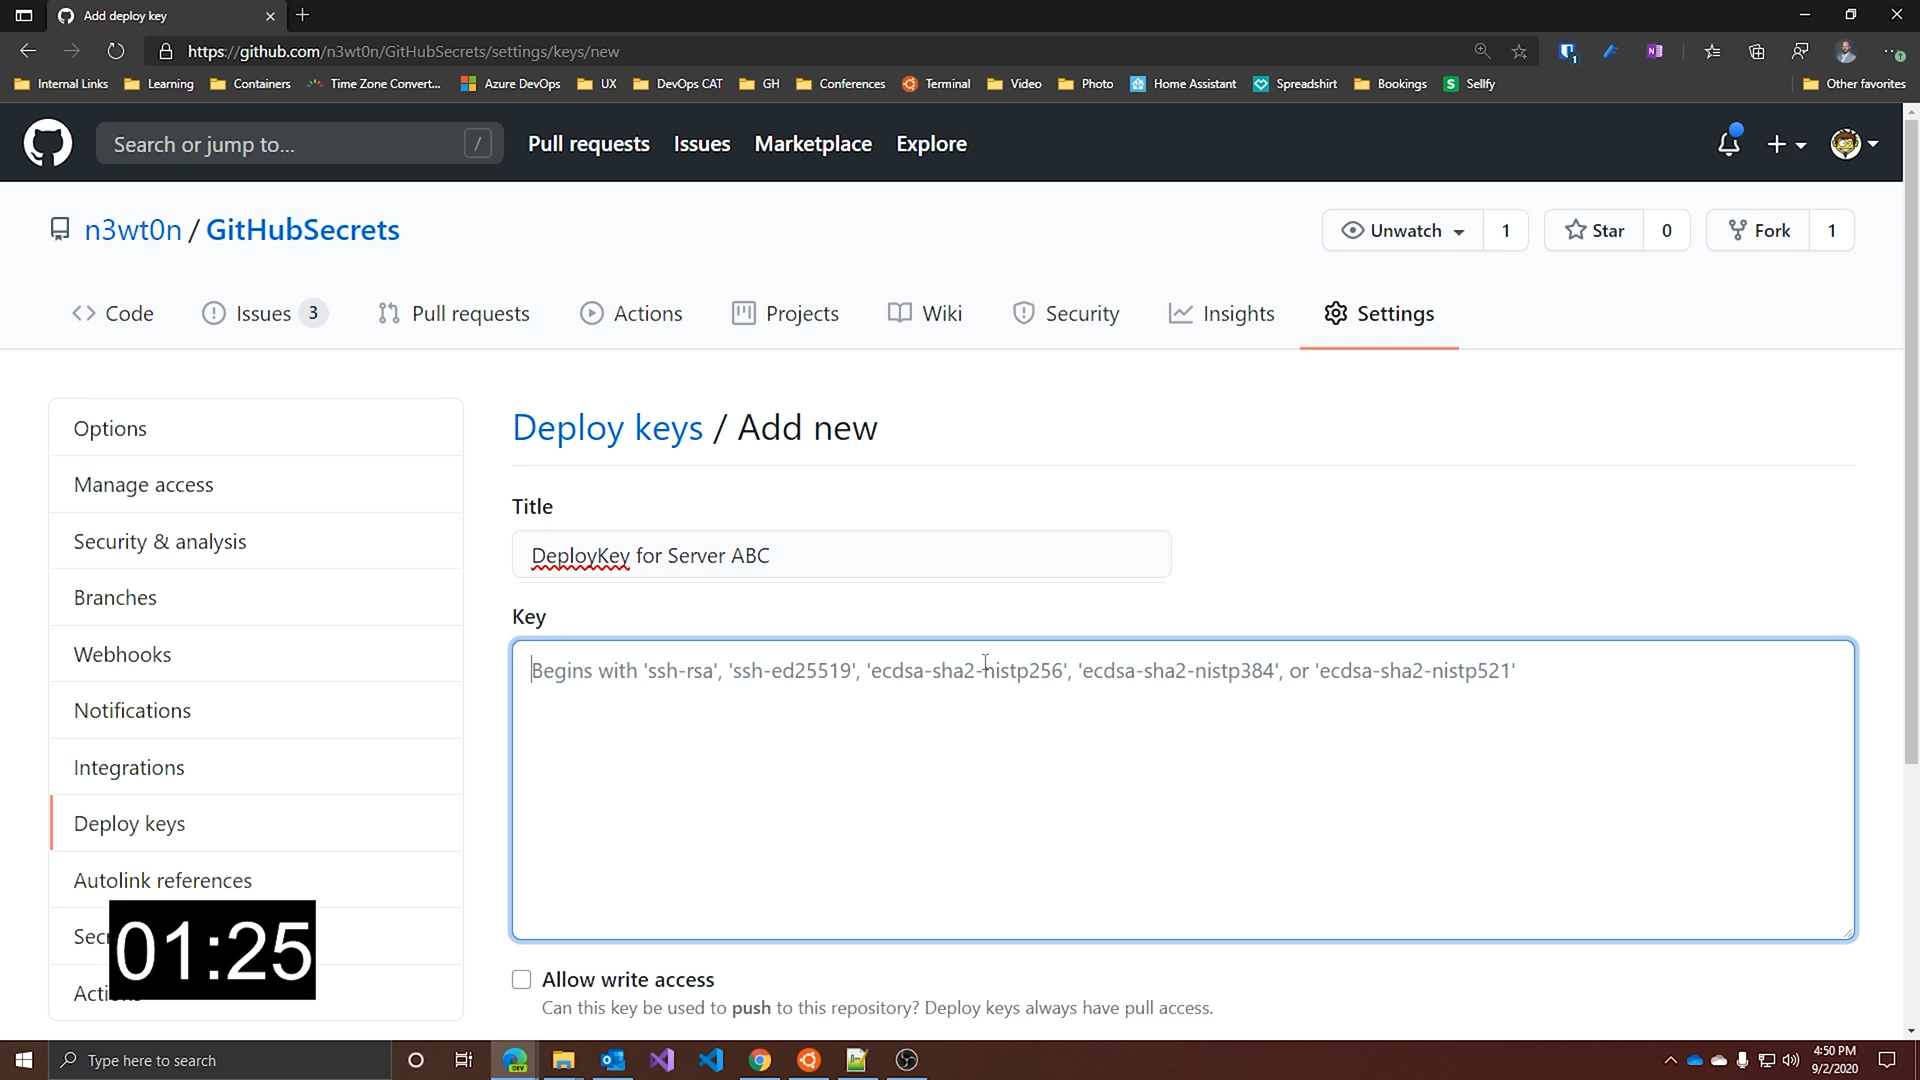 Add deploy key
https://github.com/n3wt0n/GitHubSecrets/settings/keys/new
Internal Links Learning Containers Time Zone Convert... Azure DevOps UX DevOps CAT GH Conferences Terminal Video Photo Home Assistant Spreadshirt Bookings Sellfy Other favorites
Search or jump to... / Pull requests Issues Marketplace Explore
n3wt0n / GitHubSecrets Unwatch 1 Star 0 Fork 1
Code Issues 3 Pull requests Actions Projects Wiki Security Insights Settings
Options
Manage access
Security & analysis
Branches
Webhooks
Notifications
Integrations
Deploy keys
Autolink references
Sec
Acti
01:25
Deploy keys / Add new
Title
DeployKey for Server ABC
Key
Begins with 'ssh-rsa', 'ssh-ed25519', 'ecdsa-sha2-nistp256', 'ecdsa-sha2-nistp384', or 'ecdsa-sha2-nistp521'
Allow write access
Can this key be used to push to this repository? Deploy keys always have pull access.
Type here to search
DEV
4:50 PM
9/2/2020